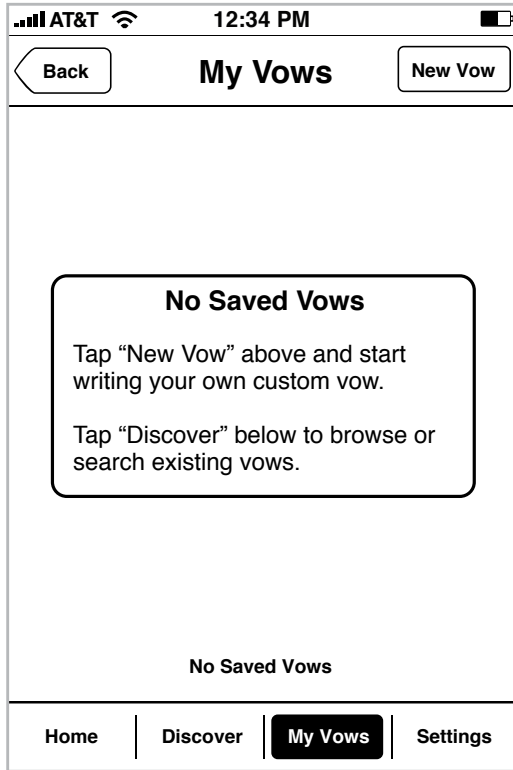 AT&T 12:34 PM
Back My Vows New Vow
No Saved Vows
Tap “New Vow” above and start
writing your own custom vow.
Tap “Discover” below to browse or
search existing vows.
No Saved Vows
Home Discover My Vows Settings